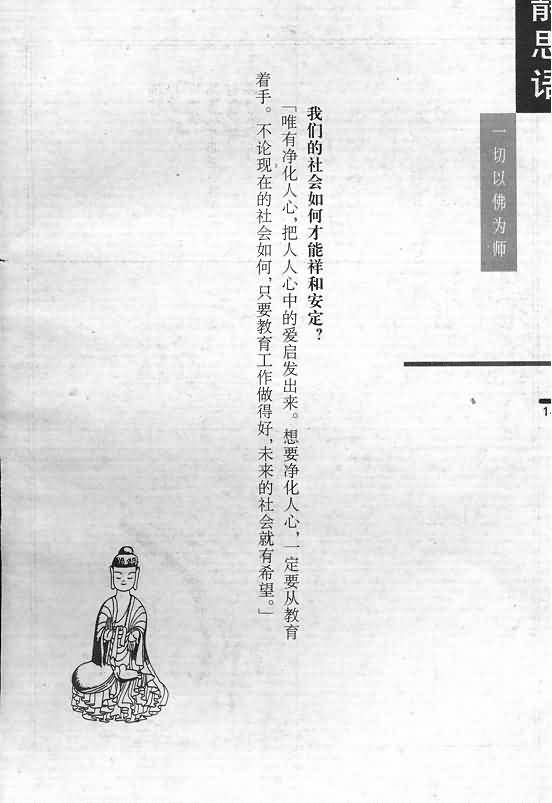 静思语
一切以佛为师
我们的社会如何才能祥和安定？
「唯有净化人心，把人人心中的爱启发出来。想要净化人心，一定要从教育
着手。不论现在的社会如何，只要教育工作做得好，未来的社会就有希望。」